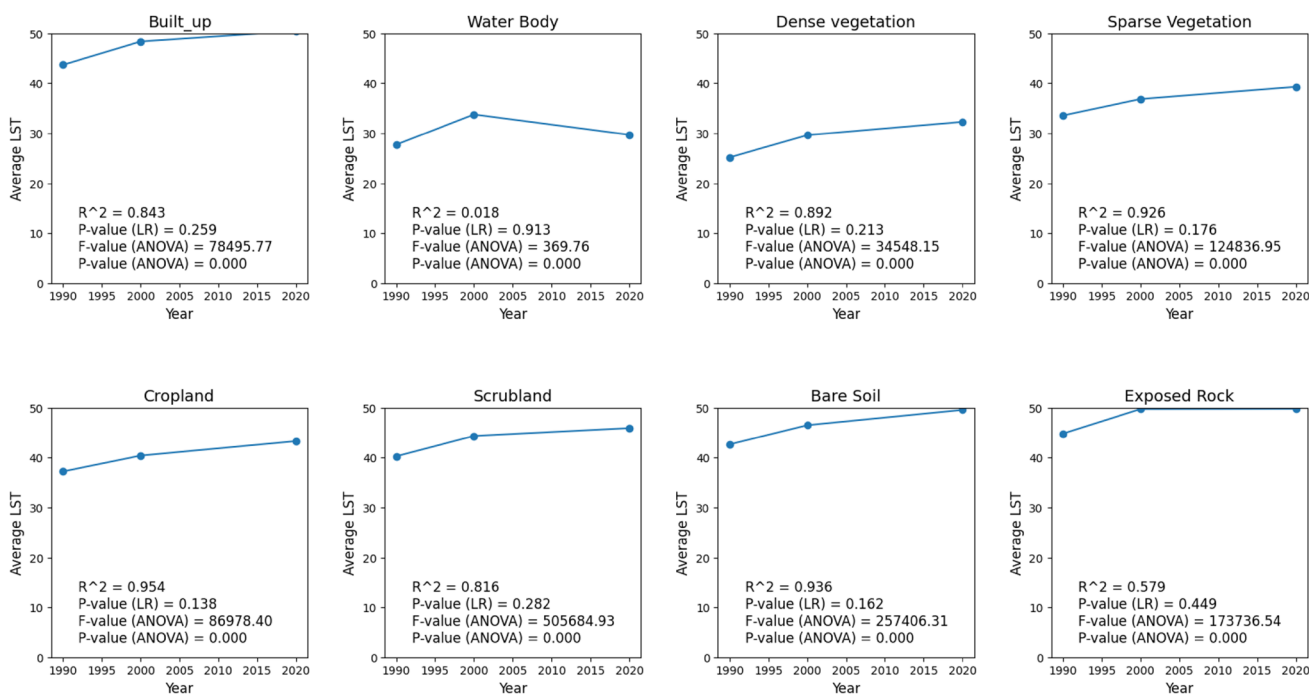 Built_up
50
40
30
20
10
0
Average LST
R^2 = 0.843
P-value (LR) = 0.259
F-value (ANOVA) = 78495.77
P-value (ANOVA) = 0.000
1990 1995 2000 2005 2010 2015 2020
Year
Water Body
50
40
30
20
10
0
Average LST
R^2 = 0.018
P-value (LR) = 0.913
F-value (ANOVA) = 369.76
P-value (ANOVA) = 0.000
1990 1995 2000 2005 2010 2015 2020
Year
Dense vegetation
50
40
30
20
10
0
Average LST
R^2 = 0.892
P-value (LR) = 0.213
F-value (ANOVA) = 34548.15
P-value (ANOVA) = 0.000
1990 1995 2000 2005 2010 2015 2020
Year
Sparse Vegetation
50
40
30
20
10
0
Average LST
R^2 = 0.926
P-value (LR) = 0.176
F-value (ANOVA) = 124836.95
P-value (ANOVA) = 0.000
1990 1995 2000 2005 2010 2015 2020
Year
Cropland
50
40
30
20
10
0
Average LST
R^2 = 0.954
P-value (LR) = 0.138
F-value (ANOVA) = 86978.40
P-value (ANOVA) = 0.000
1990 1995 2000 2005 2010 2015 2020
Year
Scrubland
50
40
30
20
10
0
Average LST
R^2 = 0.816
P-value (LR) = 0.282
F-value (ANOVA) = 505684.93
P-value (ANOVA) = 0.000
1990 1995 2000 2005 2010 2015 2020
Year
Bare Soil
50
40
30
20
10
0
Average LST
R^2 = 0.936
P-value (LR) = 0.162
F-value (ANOVA) = 257406.31
P-value (ANOVA) = 0.000
1990 1995 2000 2005 2010 2015 2020
Year
Exposed Rock
50
40
30
20
10
0
Average LST
R^2 = 0.579
P-value (LR) = 0.449
F-value (ANOVA) = 173736.54
P-value (ANOVA) = 0.000
1990 1995 2000 2005 2010 2015 2020
Year